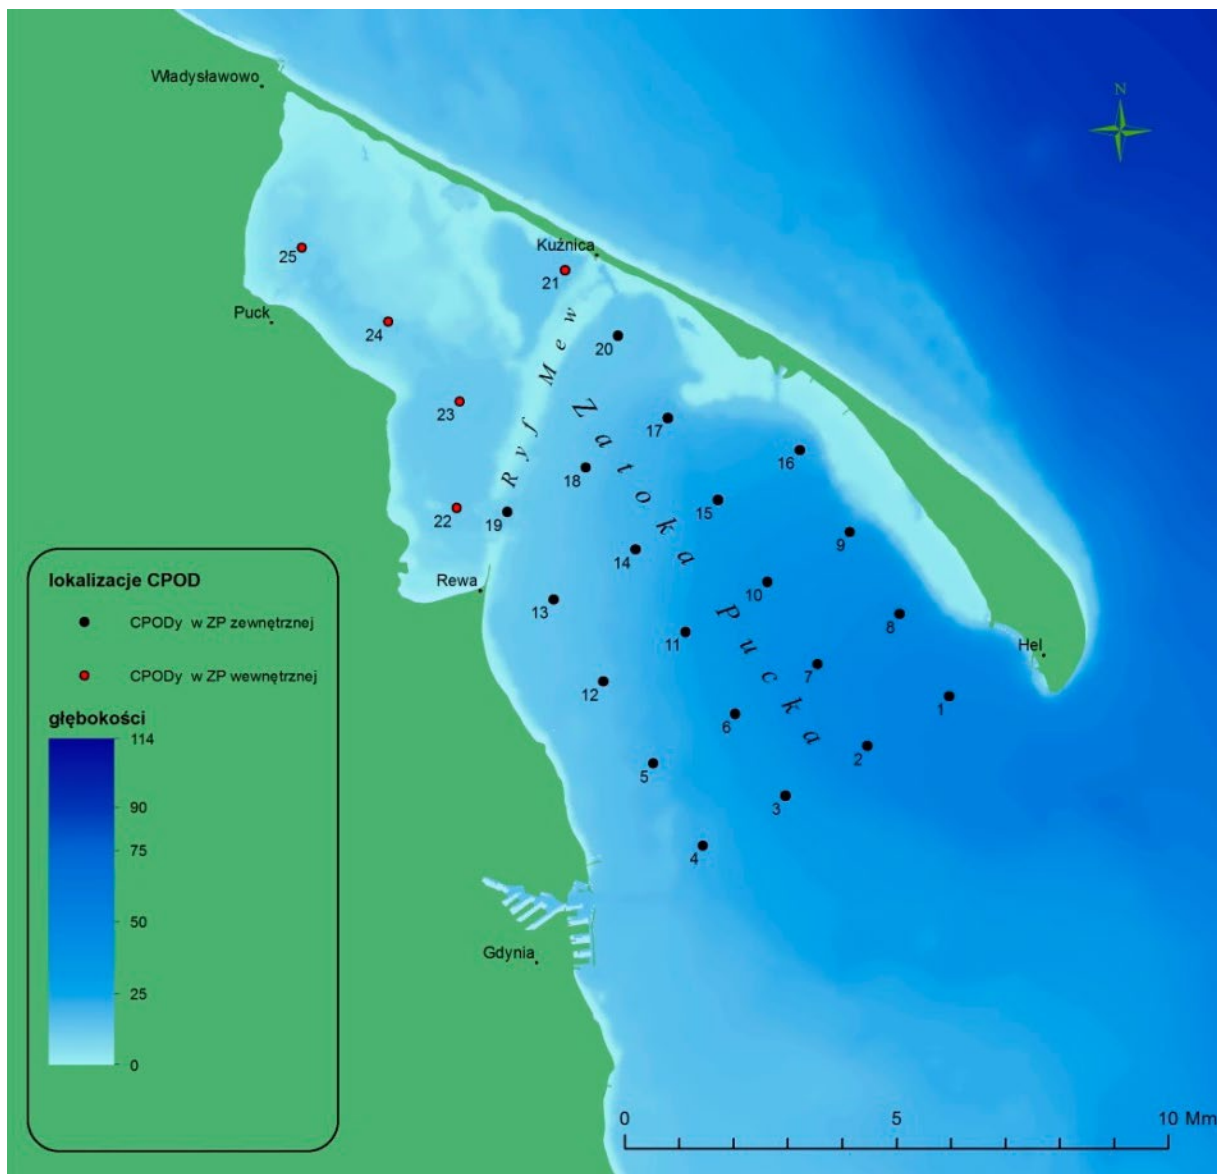 N
Władysławowo
Kuźnica
25
21
Puck
24
20
23
17
16
18
22
19
15
9
14
Rewa
13
10
8
11
Hel
12
7
1
6
2
5
3
4
Gdynia
Ryf Mew
Zatoka Pucka
lokalizacje CPOD
CPODy w ZP zewnętrznej
CPODy w ZP wewnętrznej
głębokości
114
90
75
50
25
0
0 5 10 Mm